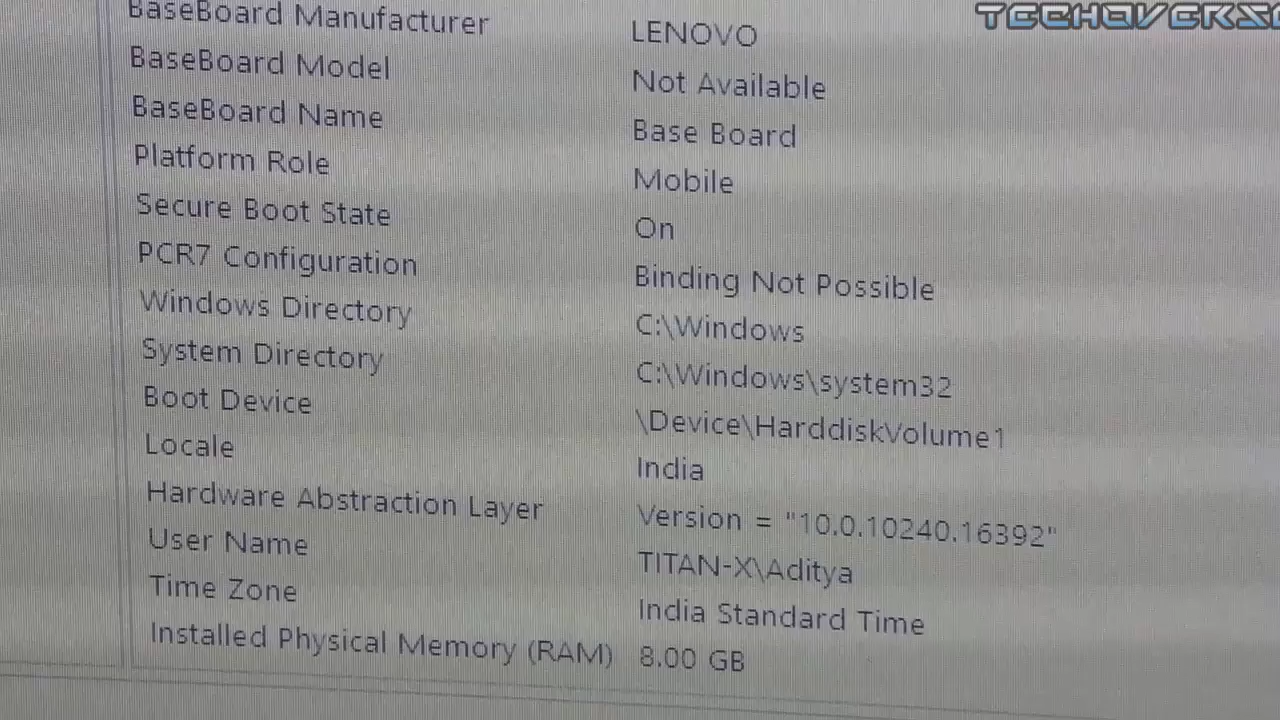 TECHOVERS
BaseBoard Manufacturer LENOVO
BaseBoard Model Not Available
BaseBoard Name Base Board
Platform Role Mobile
Secure Boot State On
PCR7 Configuration Binding Not Possible
Windows Directory C:\Windows
System Directory C:\Windows\system32
Boot Device \Device\HarddiskVolume1
Locale India
Hardware Abstraction Layer Version = "10.0.10240.16392"
User Name TITAN-X\Aditya
Time Zone India Standard Time
Installed Physical Memory (RAM) 8.00 GB